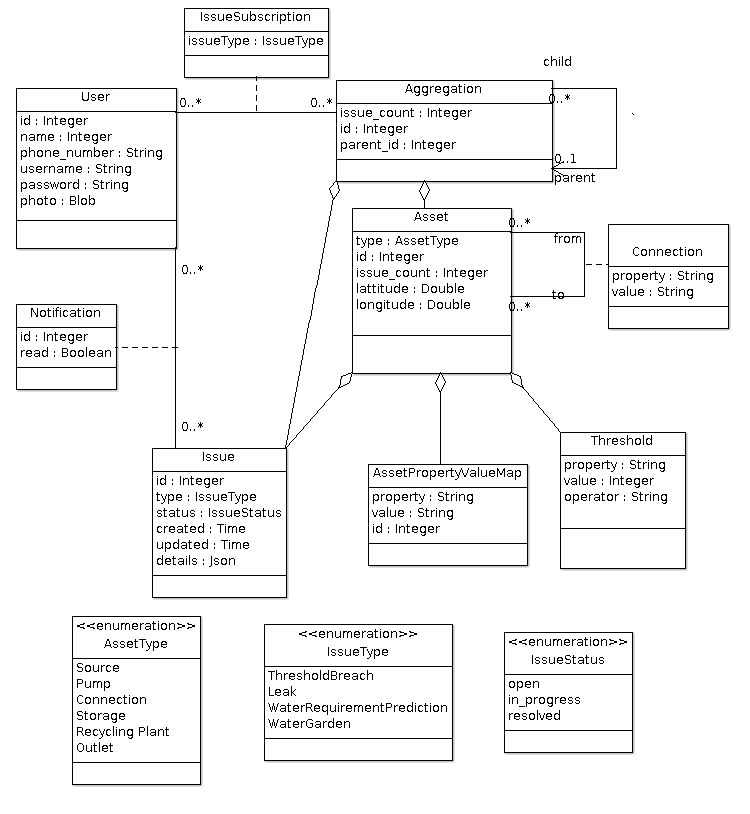 IssueSubscription
issueType : IssueType
User
id : Integer
name : Integer
phone_number : String
username : String
password : String
photo : Blob
0..*
0..*
Aggregation
issue_count : Integer
id : Integer
parent_id : Integer
child
0..*
0..1
parent
Asset
type : AssetType
id : Integer
issue_count : Integer
lattitude : Double
longitude : Double
0..*
from
to
0..*
Connection
property : String
value : String
0..*
Notification
id : Integer
read : Boolean
0..*
Issue
id : Integer
type : IssueType
status : IssueStatus
created : Time
updated : Time
details : Json
AssetPropertyValueMap
property : String
value : String
id : Integer
Threshold
property : String
value : Integer
operator : String
<<enumeration>>
AssetType
Source
Pump
Connection
Storage
Recycling Plant
Outlet
<<enumeration>>
IssueType
ThresholdBreach
Leak
WaterRequirementPrediction
WaterGarden
<<enumeration>>
IssueStatus
open
in_progress
resolved